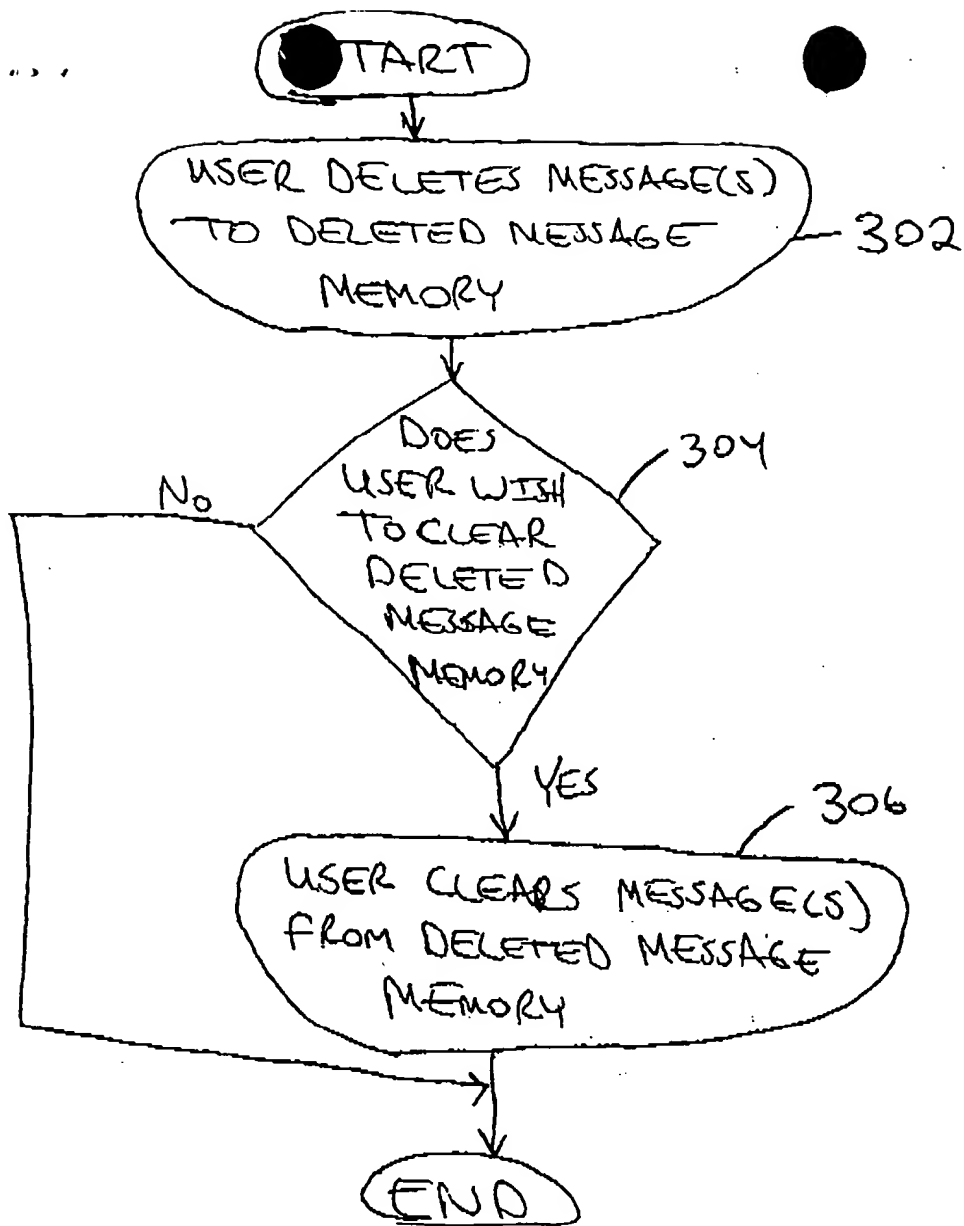 TART
USER DELETES MESSAGE(S)
TO DELETED MESSAGE
MEMORY
302
DOES
USER WISH
TO CLEAR
DELETED
MESSAGE
MEMORY
304
No
YES
306
USER CLEARS MESSAGE(S)
FROM DELETED MESSAGE
MEMORY
END